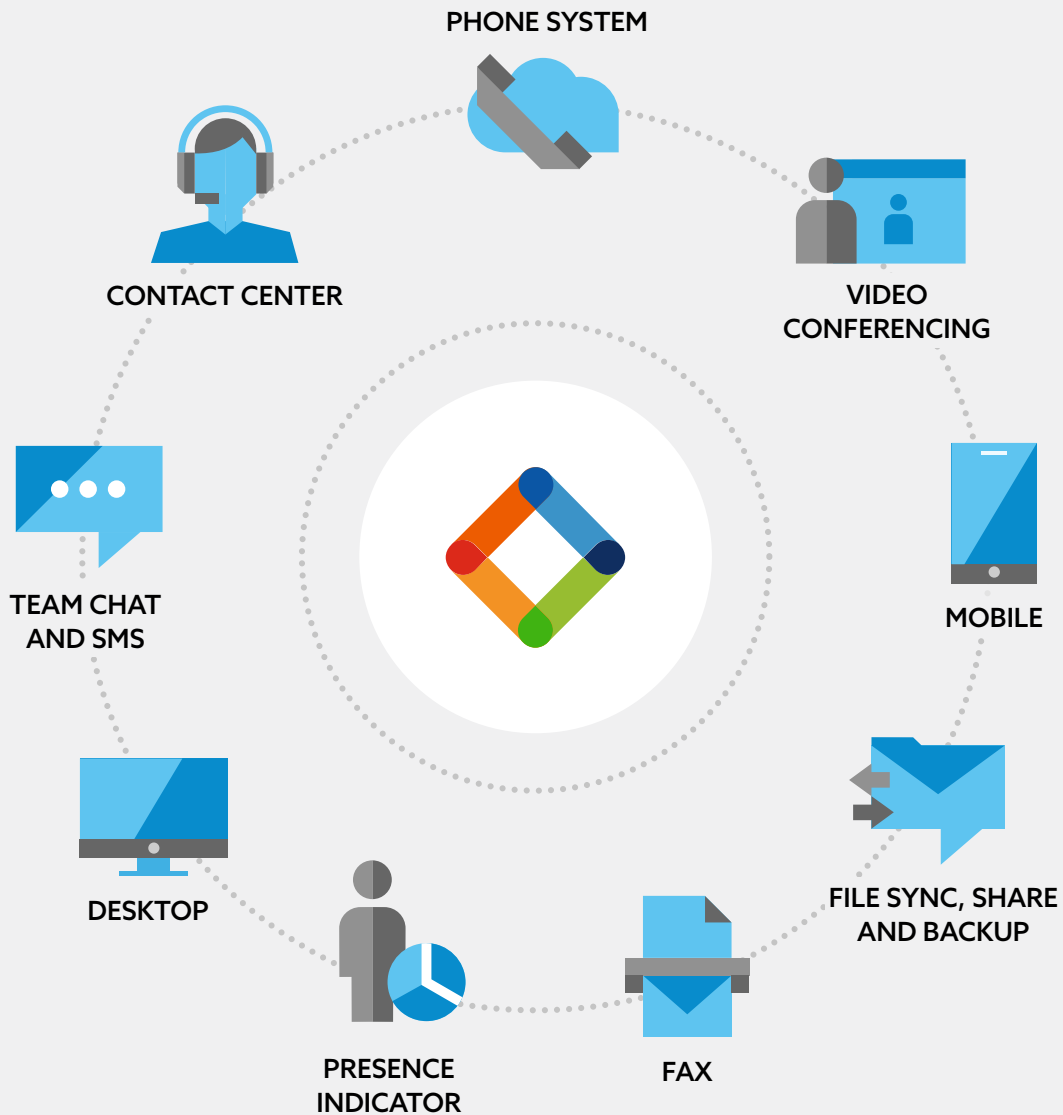 PHONE SYSTEM
CONTACT CENTER
VIDEO
CONFERENCING
TEAM CHAT
AND SMS
MOBILE
DESKTOP
FILE SYNC, SHARE
AND BACKUP
PRESENCE
INDICATOR
FAX